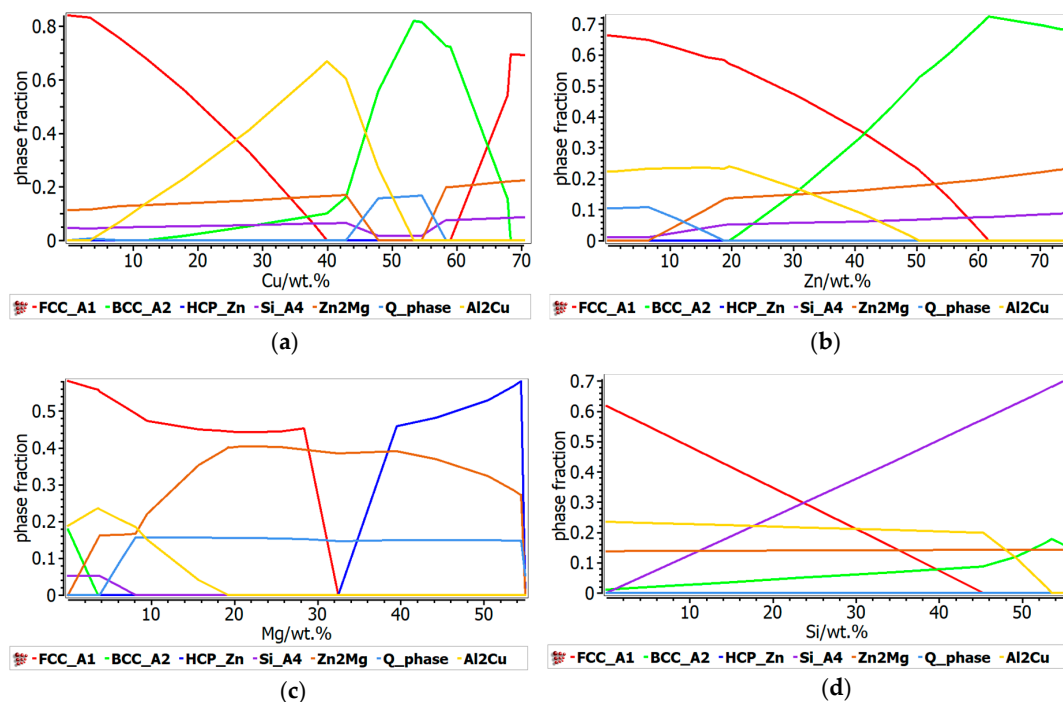 0.8
0.6
0.4
0.2
0
phase fraction
10 20 30 40 50 60 70
Cu/wt.%
FCC_A1 BCC_A2 HCP_Zn Si_A4 Zn2Mg Q_phase Al2Cu
(a)
0.7
0.6
0.5
0.4
0.3
0.2
0.1
0
phase fraction
10 20 30 40 50 60 70
Zn/wt.%
FCC_A1 BCC_A2 HCP_Zn Si_A4 Zn2Mg Q_phase Al2Cu
(b)
0.5
0.4
0.3
0.2
0.1
0
phase fraction
10 20 30 40 50
Mg/wt.%
FCC_A1 BCC_A2 HCP_Zn Si_A4 Zn2Mg Q_phase Al2Cu
(c)
0.7
0.6
0.5
0.4
0.3
0.2
0.1
0
phase fraction
10 20 30 40 50
Si/wt.%
FCC_A1 BCC_A2 HCP_Zn Si_A4 Zn2Mg Q_phase Al2Cu
(d)